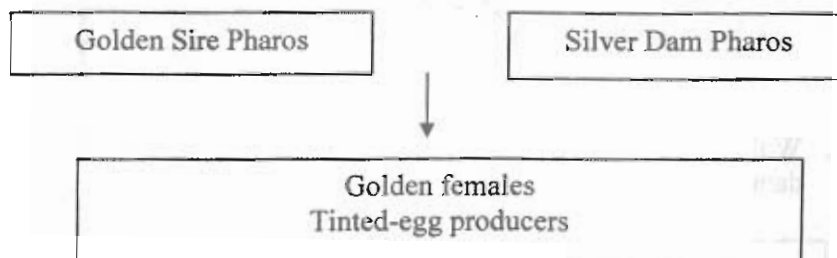 Golden Sire Pharos
Silver Dam Pharos
Golden females
Tinted-egg producers